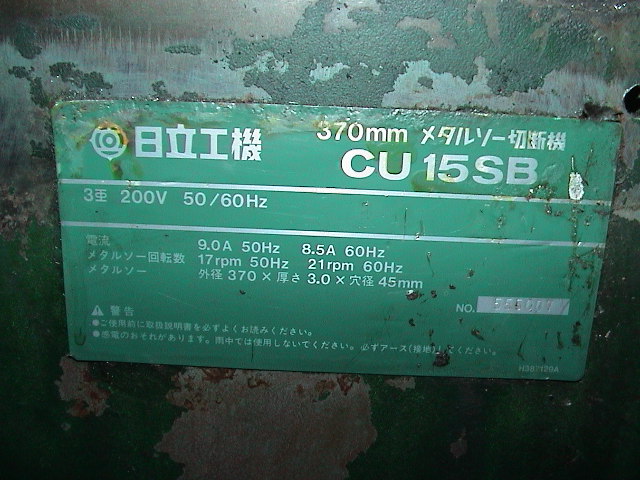 日立工機
370mm メタルソー切断機
CU 15SB
3亜 200V 50/60Hz
電流 9.0A 50Hz 8.5A 60Hz
メタルソー回転数 17rpm 50Hz 21rpm 60Hz
メタルソー 外径 370 × 厚さ 3.0 × 穴径 45mm
NO.
⚠ 警告
●ご使用前に取扱説明書を必ずよくお読みください。
●感電のおそれがあります。雨中では使用しないでください。必ずアース(接地)してください。
H387129A